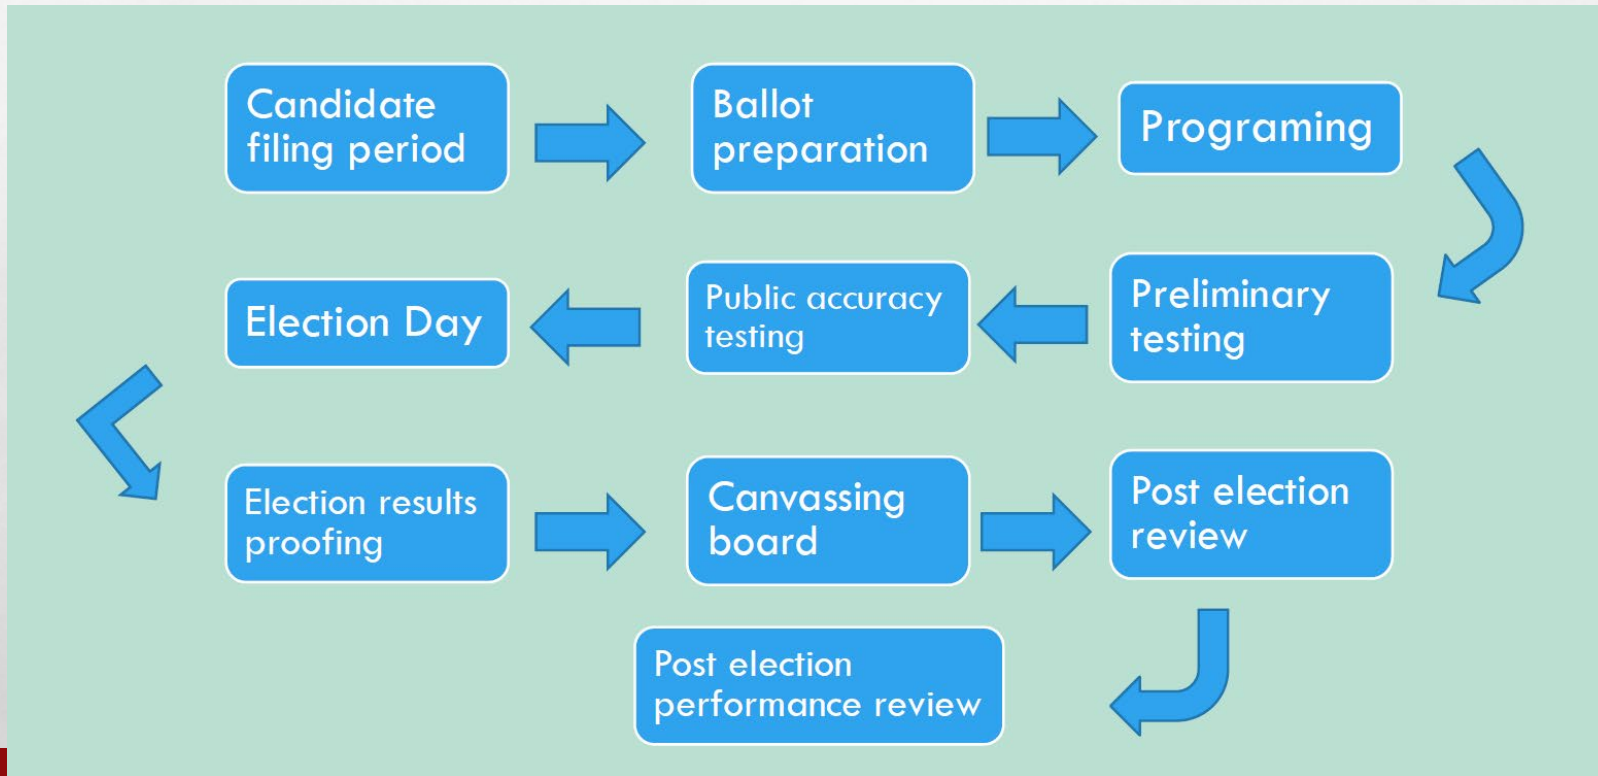 Candidate
filing period
Ballot
preparation
Programing
Preliminary
testing
Public accuracy
testing
Election Day
Election results
proofing
Canvassing
board
Post election
review
Post election
performance review